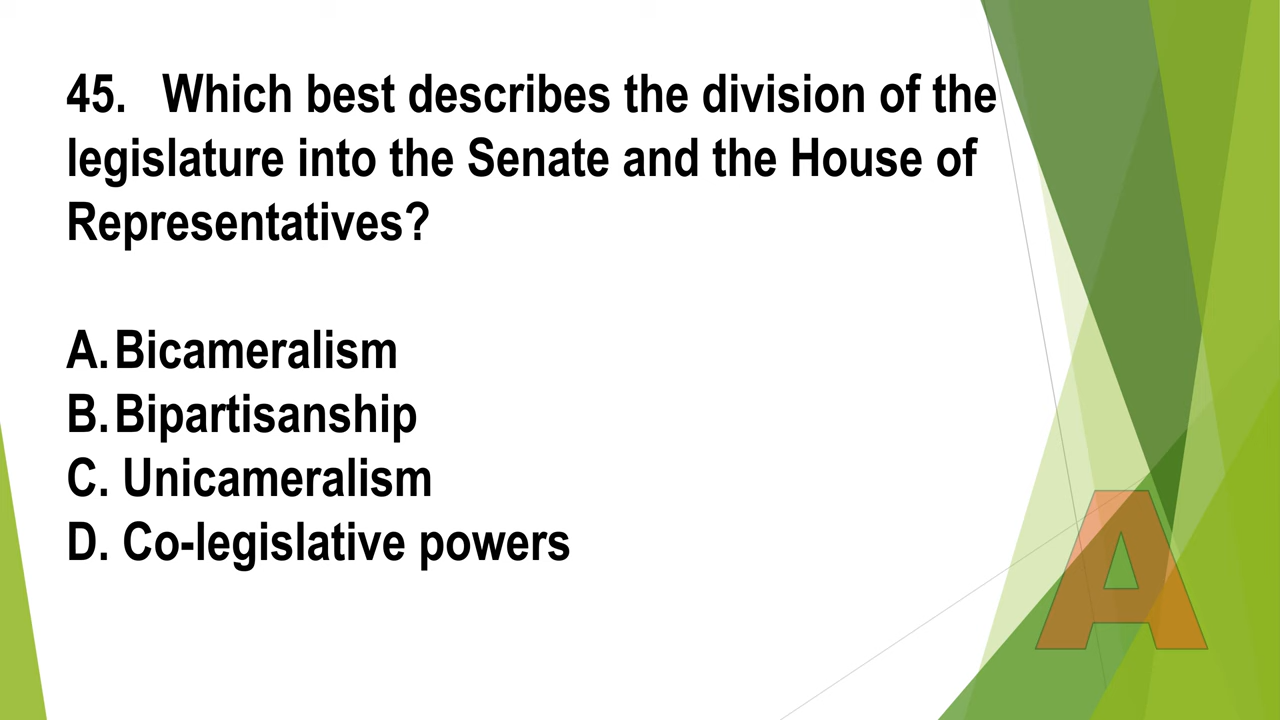 45. Which best describes the division of the
legislature into the Senate and the House of
Representatives?
A. Bicameralism
B. Bipartisanship
C. Unicameralism
D. Co-legislative powers
A